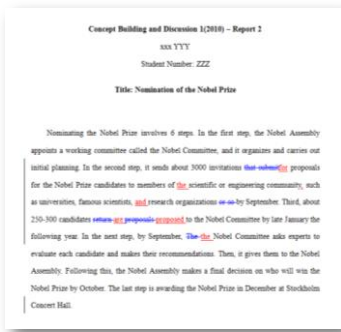 Concept Building and Discussion 1(2010) – Report 2
xxx YYY
Student Number: ZZZ
Title: Nomination of the Nobel Prize
Nominating the Nobel Prize involves 6 steps. In the first step, the Nobel Assembly
appoints a working committee called the Nobel Committee, and it organizes and carries out
initial planning. In the second step, it sends about 3000 invitations that submit for proposals
for the Nobel Prize candidates to members of the scientific or engineering community, such
as universities, famous scientists, and research organizations by September. Third, about
250-300 candidates return are proposals proposed to the Nobel Committee by late January the
following year. In the next step, by September, The the Nobel Committee asks experts to
evaluate each candidate and makes their recommendations. Then, it gives them to the Nobel
Assembly. Following this, the Nobel Assembly makes a final decision on who will win the
Nobel Prize by October. The last step is awarding the Nobel Prize in December at Stockholm
Concert Hall.